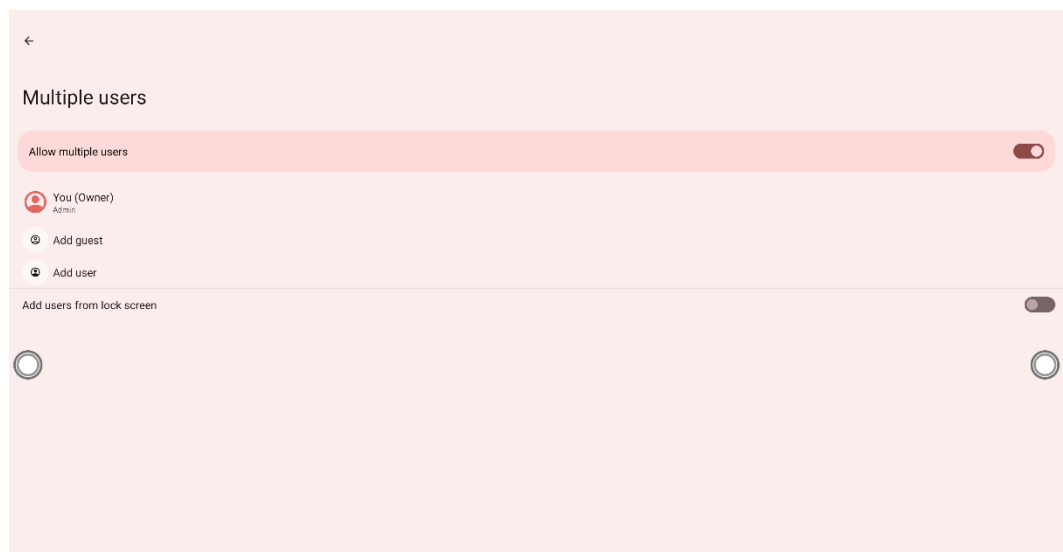 Multiple users
Allow multiple users
You (Owner)
Admin
Add guest
Add user
Add users from lock screen